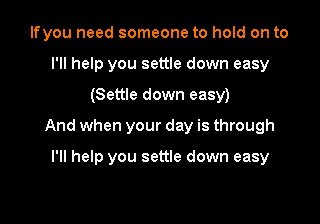 If you need someone to hold on to
I'll help you settle down easy
(Settle down easy)
And when your day is through
I'll help you settle down easy